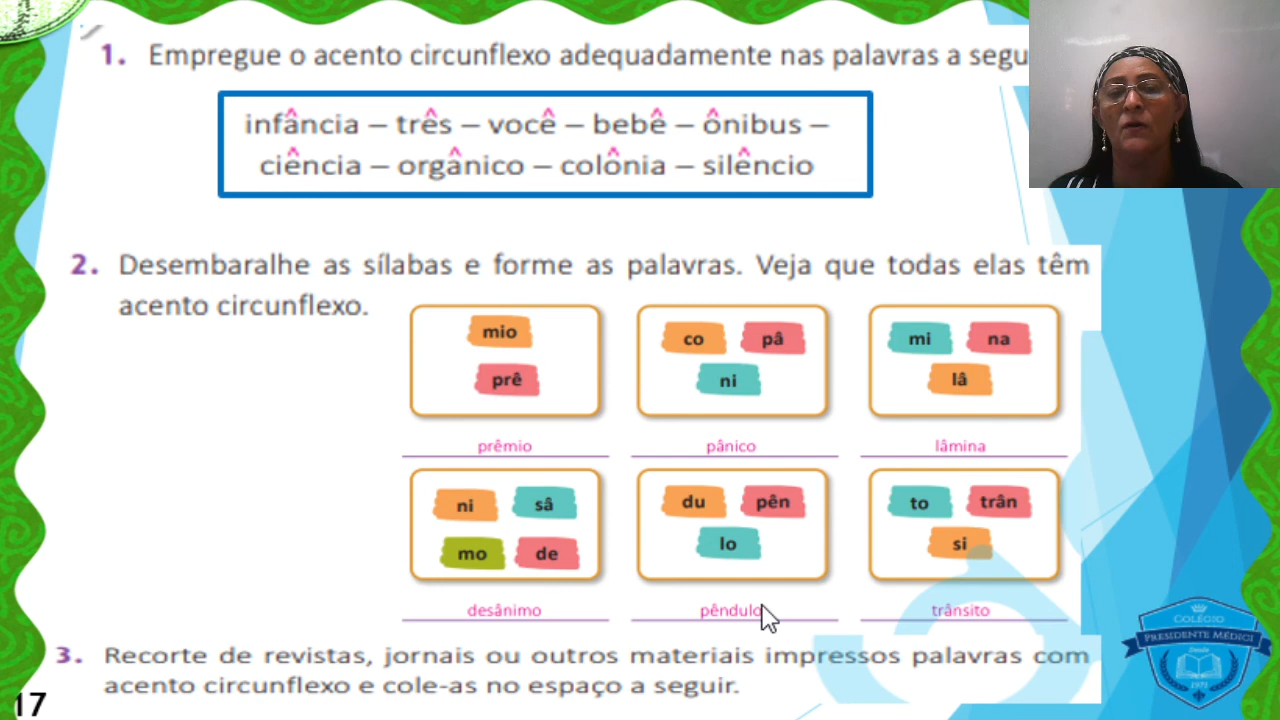 1. Empregue o acento circunflexo adequadamente nas palavras a segu
infância – três – você – bebê – ônibus –
ciência – orgânico – colônia – silêncio
2. Desembaralhe as sílabas e forme as palavras. Veja que todas elas têm
acento circunflexo.
mio
prê
prêmio
co pâ
ni
pânico
mi na
lâ
lâmina
ni sâ
mo de
desânimo
du pên
lo
pêndulo
to trân
si
trânsito
3. Recorte de revistas, jornais ou outros materiais impressos palavras com
acento circunflexo e cole-as no espaço a seguir.
17
COLÉGIO
PRESIDENTE MÉDICI
Desde
1971